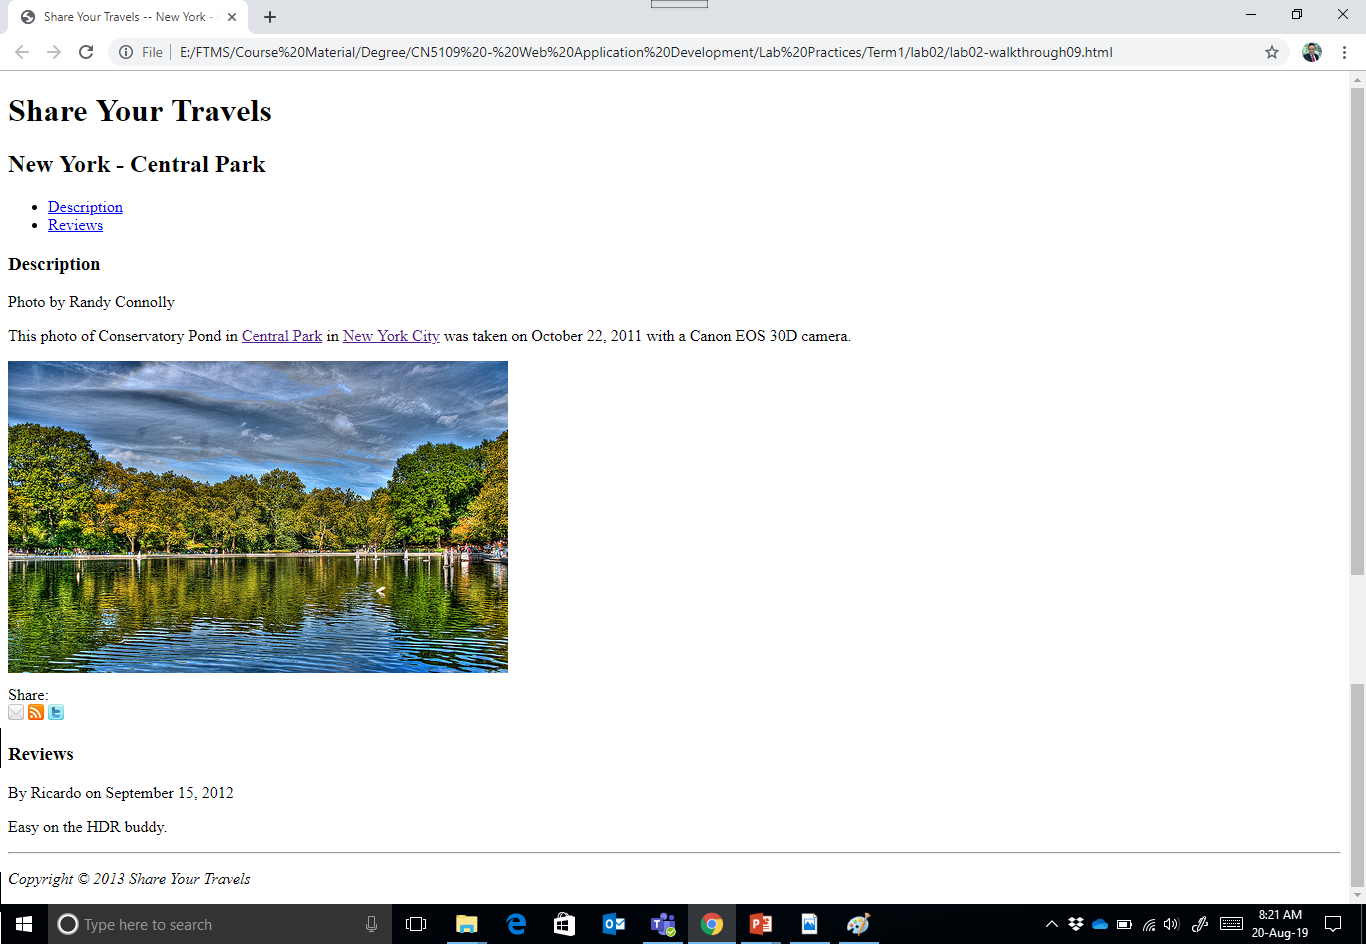 Share Your Travels -- New York -
File
E:/FTMS/Course%20Material/Degree/CN5109%20-%20Web%20Application%20Development/Lab%20Practices/Term1/lab02/lab02-walkthrough09.html
Share Your Travels
New York - Central Park
Description
Reviews
Description
Photo by Randy Connolly
This photo of Conservatory Pond in Central Park in New York City was taken on October 22, 2011 with a Canon EOS 30D camera.
Share:
Reviews
By Ricardo on September 15, 2012
Easy on the HDR buddy.
Copyright © 2013 Share Your Travels
Type here to search
8:21 AM
20-Aug-19